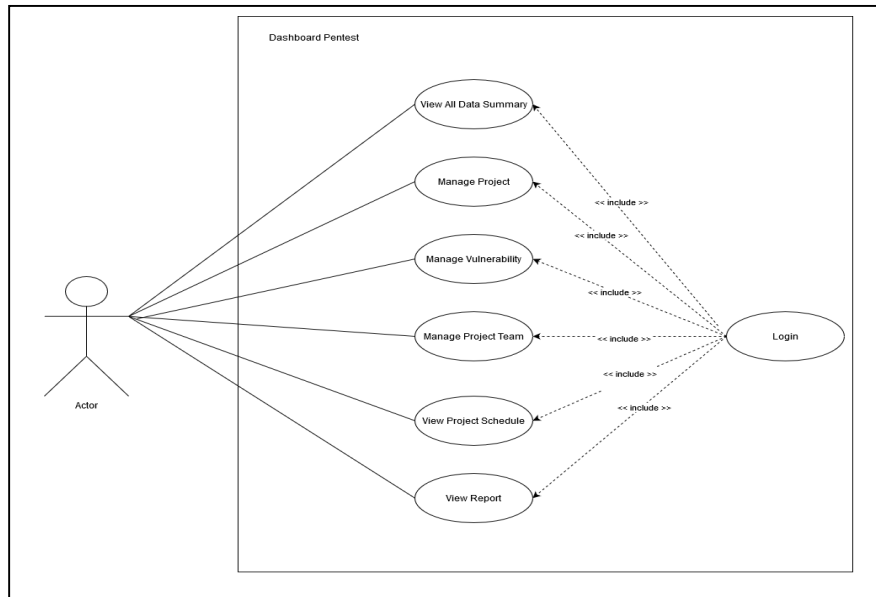 Dashboard Pentest
View All Data Summary
Manage Project
Manage Vulnerability
Manage Project Team
View Project Schedule
View Report
<< include >>
<< include >>
<< include >>
<< include >>
<< include >>
<< include >>
Login
Actor